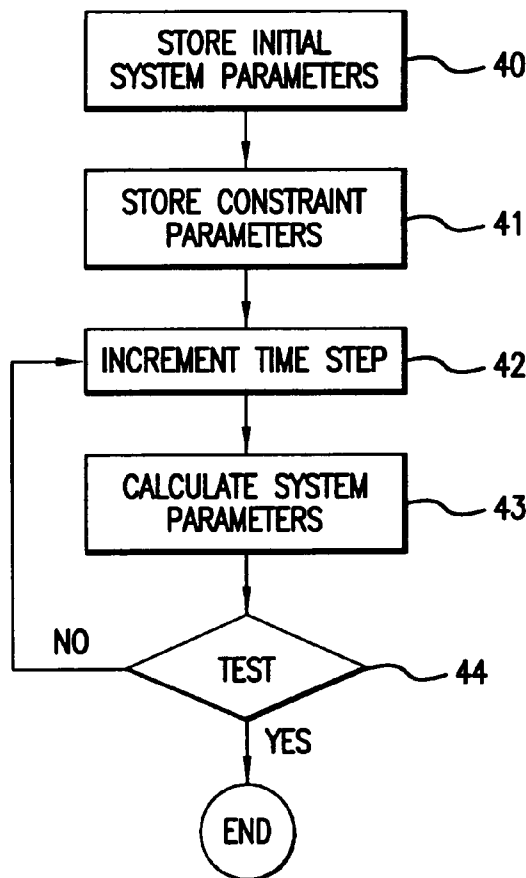 STORE INITIAL
SYSTEM PARAMETERS
40
STORE CONSTRAINT
PARAMETERS
41
INCREMENT TIME STEP
42
CALCULATE SYSTEM
PARAMETERS
43
NO
TEST
44
YES
END